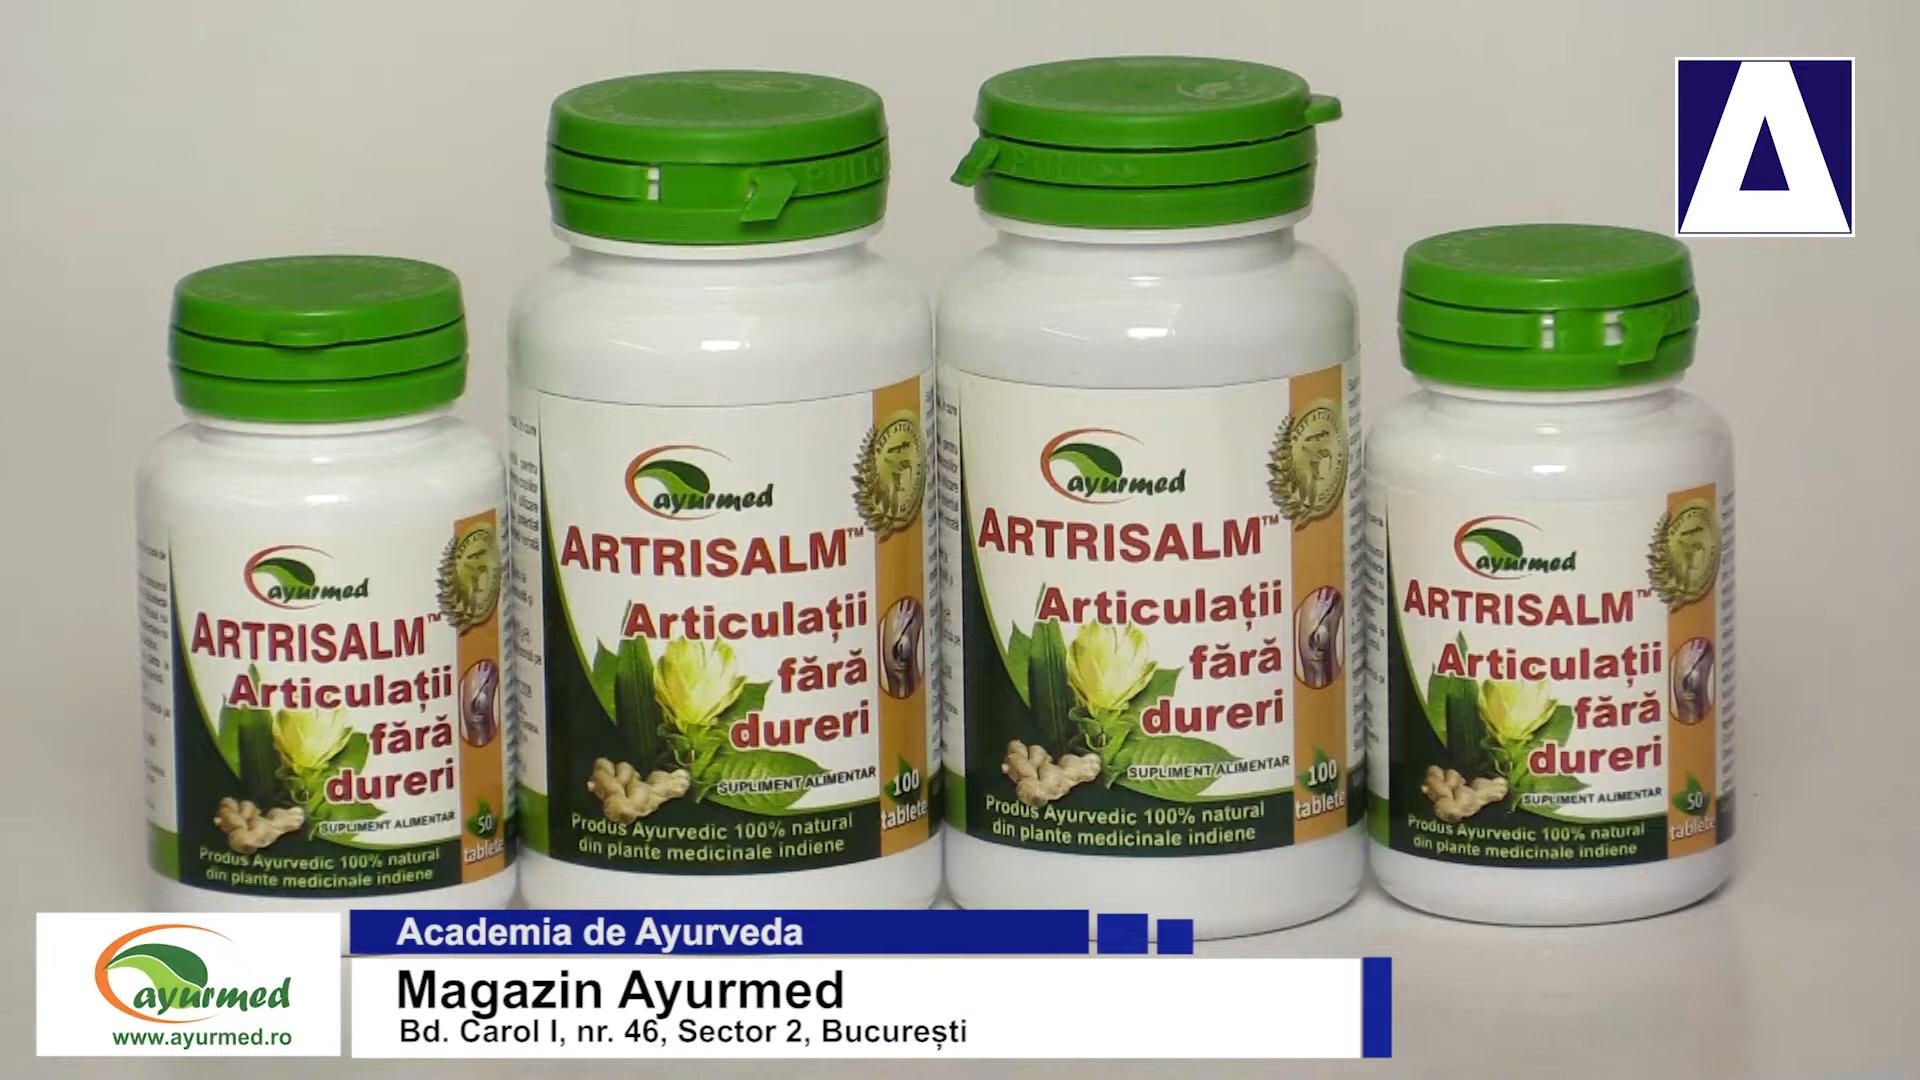 A
ayurmed
ARTRISALM™
Articulații
fără
dureri
SUPLIMENT ALIMENTAR
50
tablete
Produs Ayurvedic 100% natural
din plante medicinale indiene
ayurmed
ARTRISALM™
Articulații
fără
dureri
SUPLIMENT ALIMENTAR
100
tablete
Produs Ayurvedic 100% natural
din plante medicinale indiene
ayurmed
ARTRISALM™
Articulații
fără
dureri
SUPLIMENT ALIMENTAR
100
tablete
Produs Ayurvedic 100% natural
din plante medicinale indiene
ayurmed
ARTRISALM™
Articulații
fără
dureri
SUPLIMENT ALIMENTAR
50
tablete
Produs Ayurvedic 100% natural
din plante medicinale indiene
ayurmed
www.ayurmed.ro
Academia de Ayurveda
Magazin Ayurmed
Bd. Carol I, nr. 46, Sector 2, București